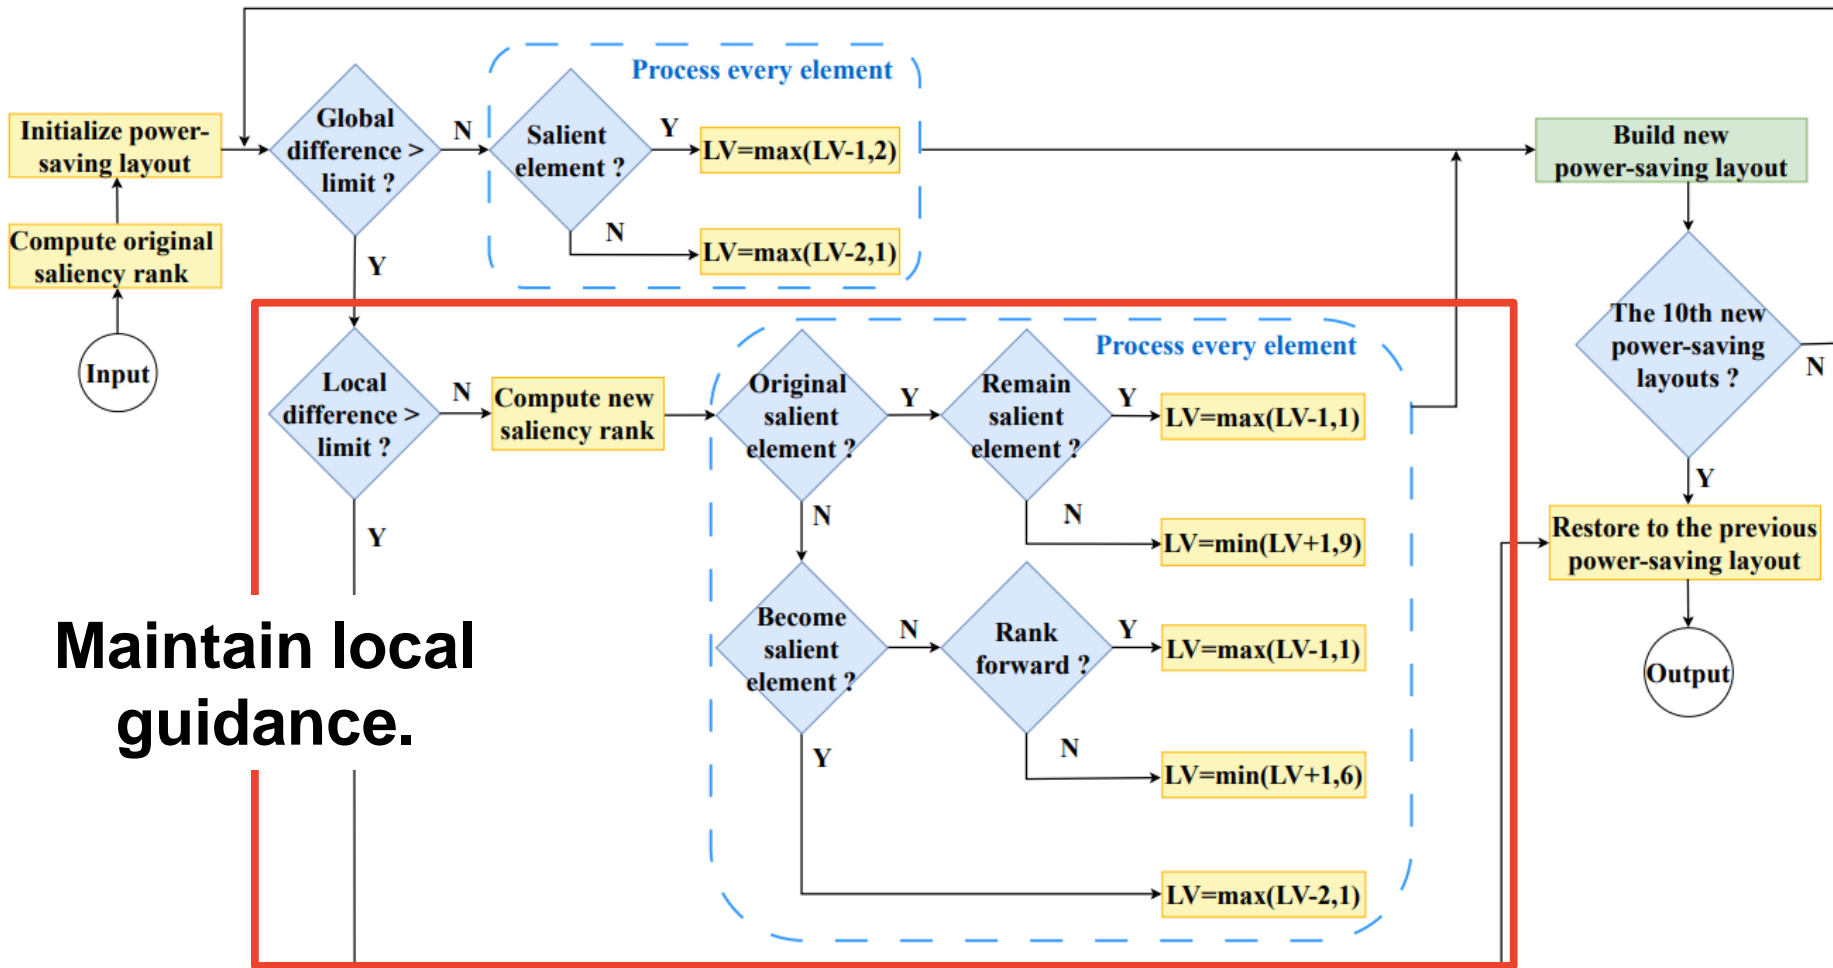 Process every element
Initialize power-
saving layout
Global
difference >
limit ?
N
Salient
element ?
Y
LV=max(LV-1,2)
N
LV=max(LV-2,1)
Build new
power-saving layout
Compute original
saliency rank
Y
Input
The 10th new
power-saving
layouts ?
N
Y
Process every element
Local
difference >
limit ?
N
Compute new
saliency rank
Original
salient
element ?
Y
Remain
salient
element ?
Y
LV=max(LV-1,1)
N
LV=min(LV+1,9)
N
Y
Become
salient
element ?
N
Rank
forward ?
Y
LV=max(LV-1,1)
N
LV=min(LV+1,6)
Y
LV=max(LV-2,1)
Restore to the previous
power-saving layout
Output
Maintain local
guidance.